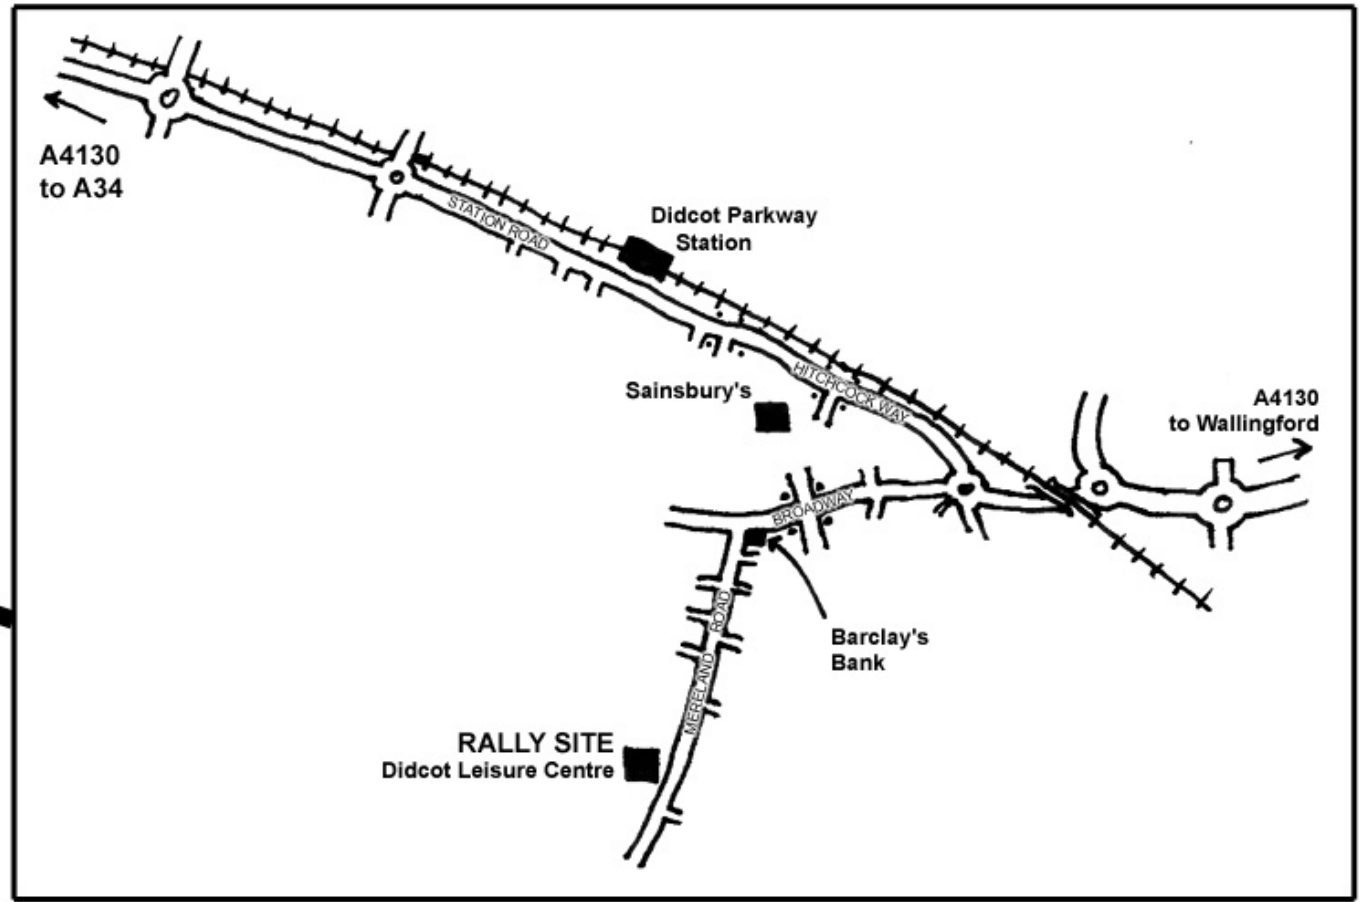 A4130
to A34
STATION ROAD
Didcot Parkway
Station
HITCHCOCK WAY
Sainsbury's
A4130
to Wallingford
BROADWAY
Barclay's
Bank
MERELAND ROAD
RALLY SITE
Didcot Leisure Centre